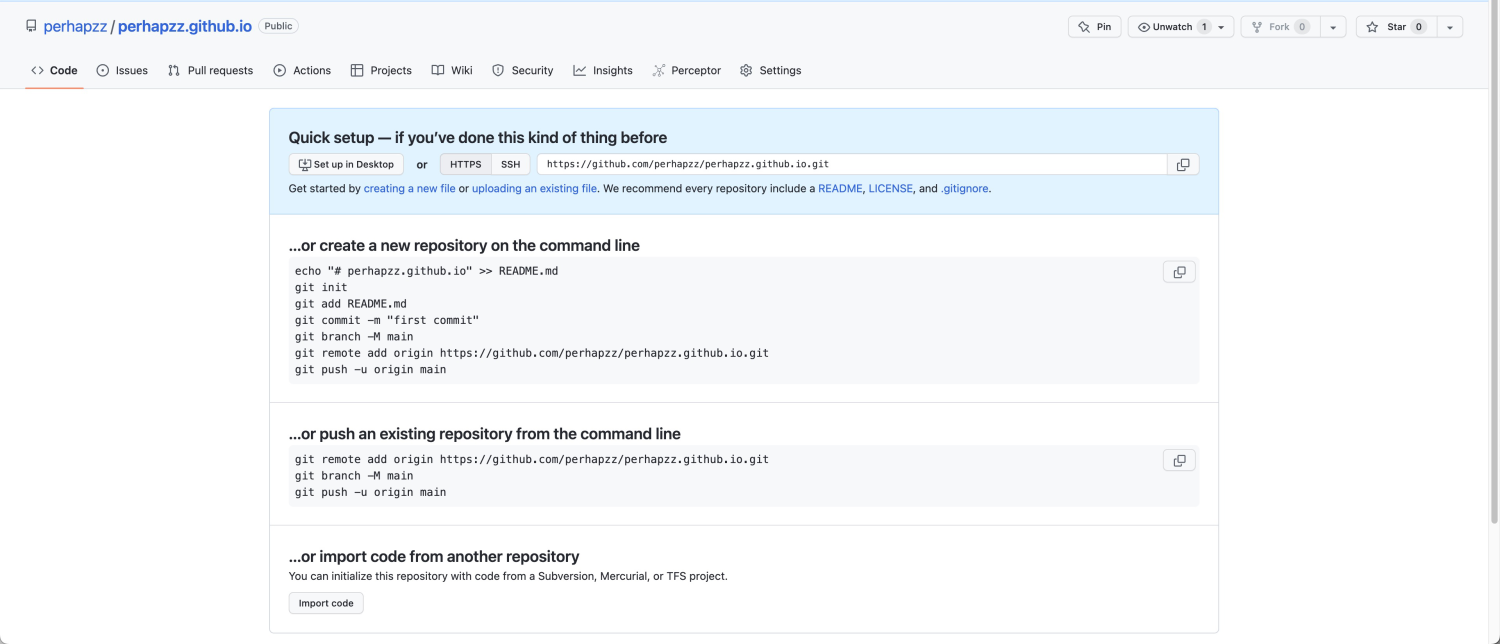 perhapzz / perhapzz.github.io Public
Pin Unwatch 1 Fork 0 Star 0
Code Issues Pull requests Actions Projects Wiki Security Insights Perceptor Settings
Quick setup — if you’ve done this kind of thing before
Set up in Desktop or HTTPS SSH https://github.com/perhapzz/perhapzz.github.io.git
Get started by creating a new file or uploading an existing file. We recommend every repository include a README, LICENSE, and .gitignore.
…or create a new repository on the command line
echo "# perhapzz.github.io" >> README.md
git init
git add README.md
git commit -m "first commit"
git branch -M main
git remote add origin https://github.com/perhapzz/perhapzz.github.io.git
git push -u origin main
…or push an existing repository from the command line
git remote add origin https://github.com/perhapzz/perhapzz.github.io.git
git branch -M main
git push -u origin main
…or import code from another repository
You can initialize this repository with code from a Subversion, Mercurial, or TFS project.
Import code